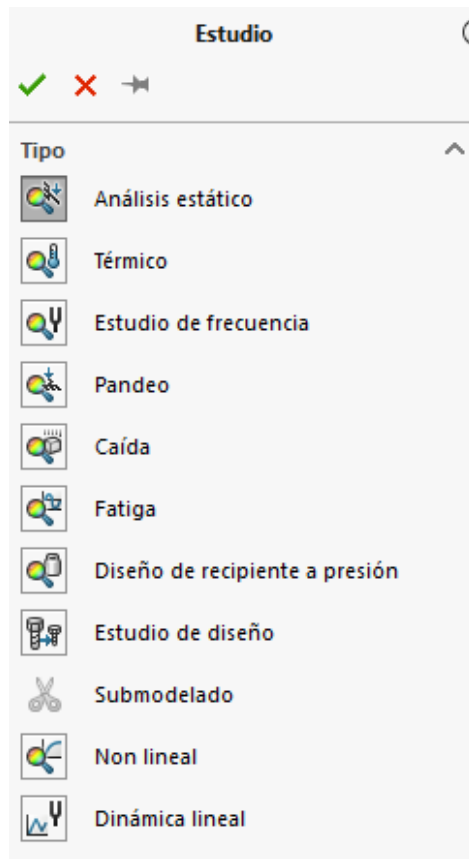 Estudio
Tipo
Análisis estático
Térmico
Estudio de frecuencia
Pandeo
Caída
Fatiga
Diseño de recipiente a presión
Estudio de diseño
Submodelado
Non lineal
Dinámica lineal